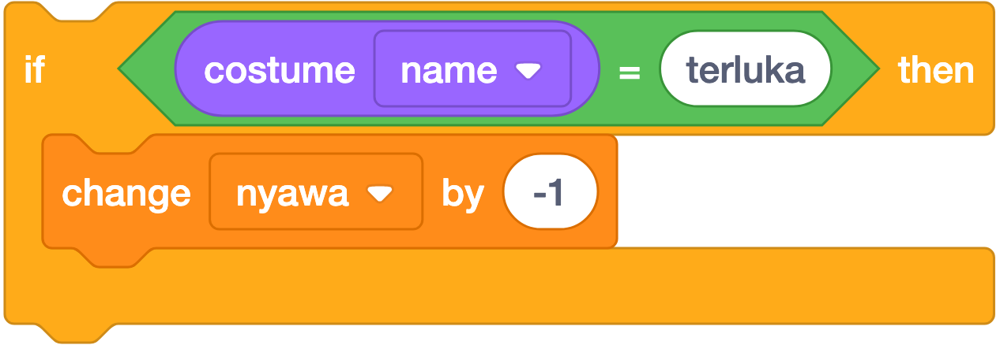 if costume name = terluka then
change nyawa by -1